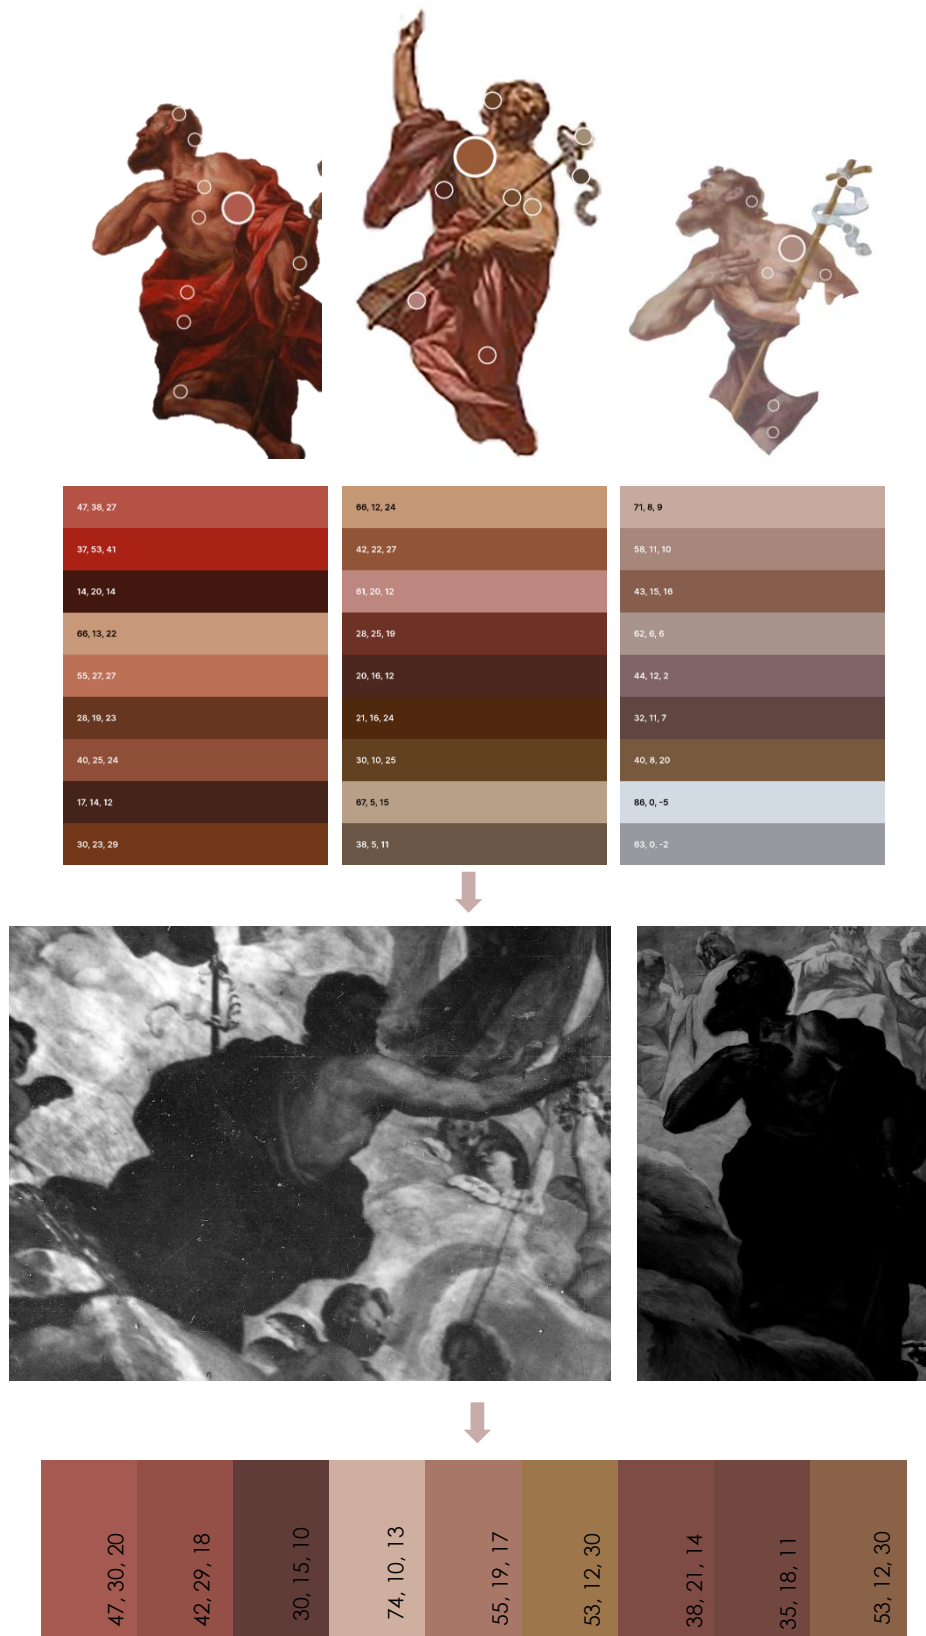 47, 38, 27
37, 53, 41
14, 20, 14
66, 13, 22
55, 27, 27
28, 19, 23
40, 25, 24
17, 14, 12
30, 23, 29
66, 12, 24
42, 22, 27
61, 20, 12
28, 25, 19
20, 16, 12
21, 16, 24
30, 10, 25
67, 5, 15
38, 5, 11
71, 8, 9
58, 11, 10
43, 15, 16
62, 6, 6
44, 12, 2
32, 11, 7
40, 8, 20
86, 0, -5
63, 0, -2
47, 30, 20
42, 29, 18
30, 15, 10
74, 10, 13
55, 19, 17
53, 12, 30
38, 21, 14
35, 18, 11
53, 12, 30